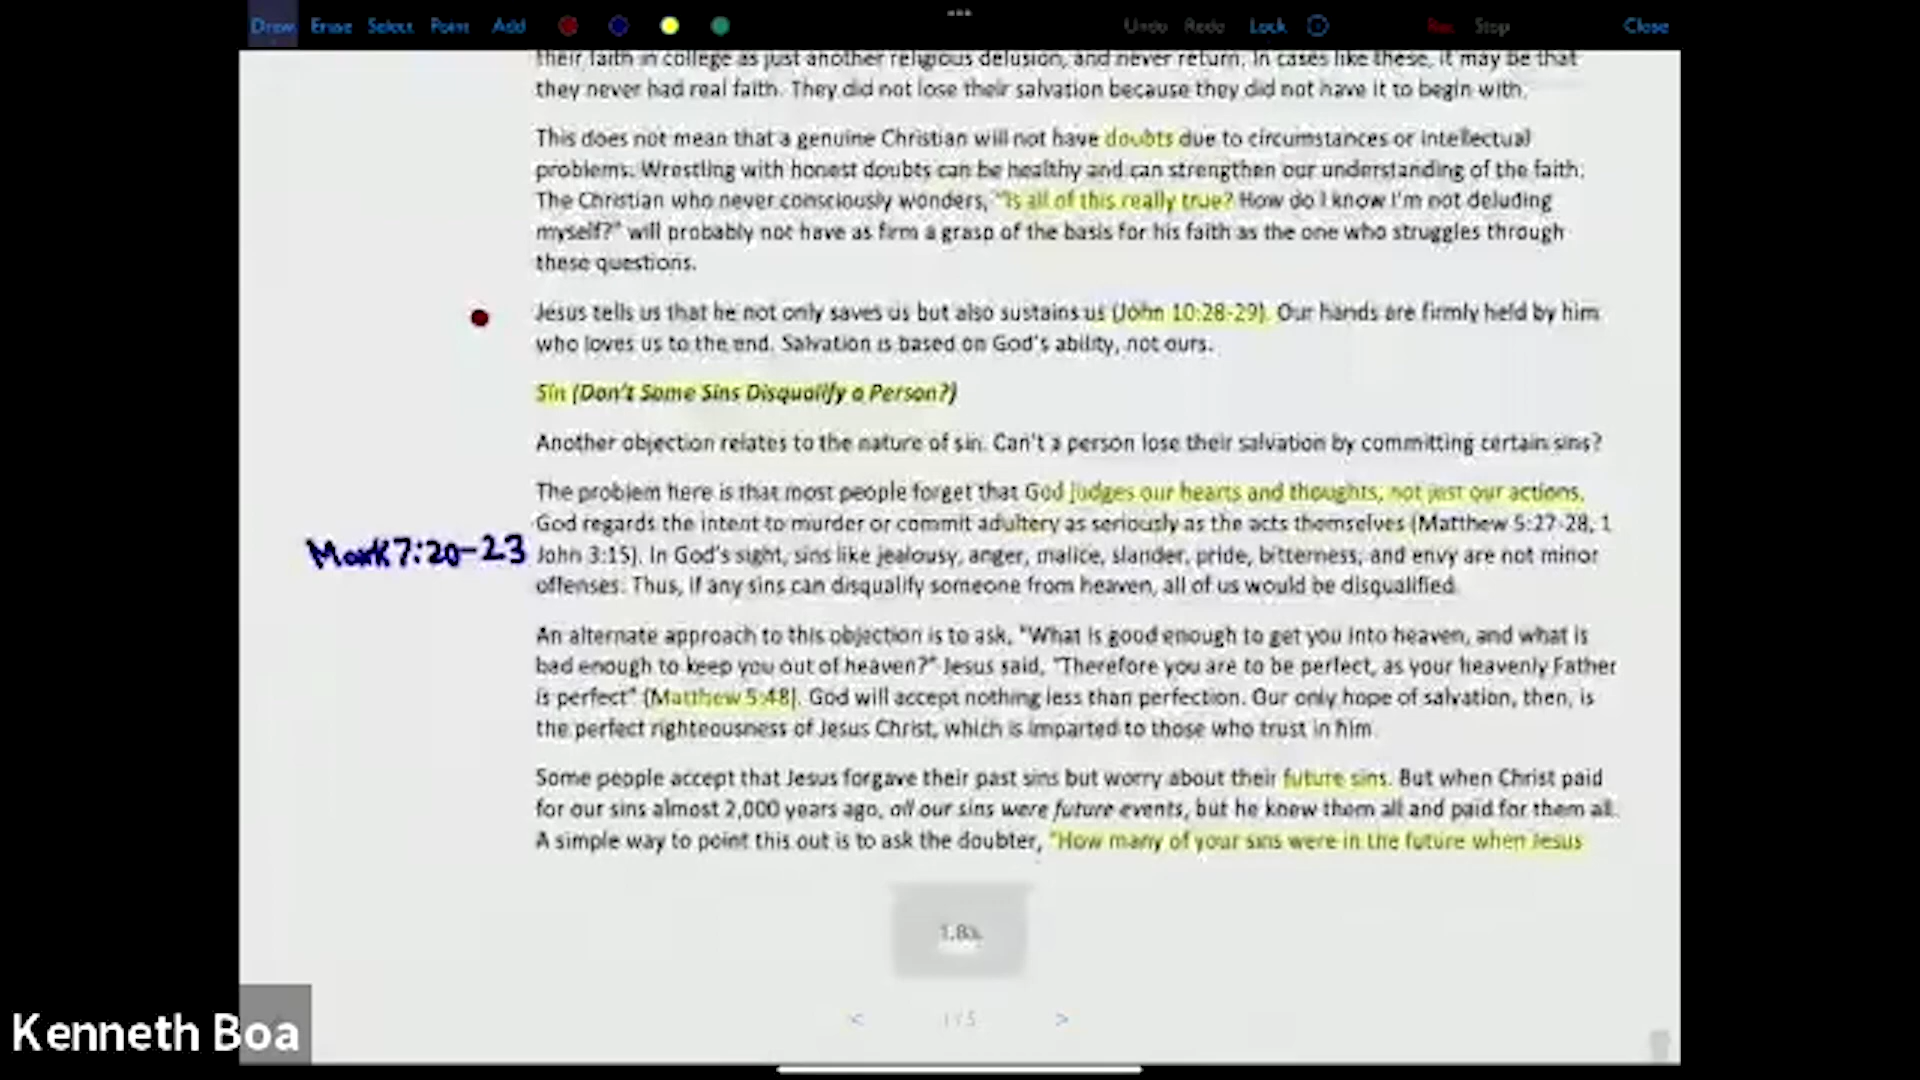 Draw Erase Select Point Add Undo Redo Lock Rec Stop Close
their faith in college as just another religious delusion, and never return. In cases like these, it may be that
they never had real faith. They did not lose their salvation because they did not have it to begin with.
This does not mean that a genuine Christian will not have doubts due to circumstances or intellectual
problems. Wrestling with honest doubts can be healthy and can strengthen our understanding of the faith.
The Christian who never consciously wonders, "Is all of this really true? How do I know I'm not deluding
myself?" will probably not have as firm a grasp of the basis for his faith as the one who struggles through
these questions.
Jesus tells us that he not only saves us but also sustains us (John 10:28-29). Our hands are firmly held by him
who loves us to the end. Salvation is based on God's ability, not ours.
Sin (Don't Some Sins Disqualify a Person?)
Another objection relates to the nature of sin. Can't a person lose their salvation by committing certain sins?
The problem here is that most people forget that God judges our hearts and thoughts, not just our actions.
God regards the intent to murder or commit adultery as seriously as the acts themselves (Matthew 5:27-28, 1
Mark 7:20-23 John 3:15). In God's sight, sins like jealousy, anger, malice, slander, pride, bitterness, and envy are not minor
offenses. Thus, if any sins can disqualify someone from heaven, all of us would be disqualified.
An alternate approach to this objection is to ask, "What is good enough to get you into heaven, and what is
bad enough to keep you out of heaven?" Jesus said, "Therefore you are to be perfect, as your heavenly Father
is perfect" (Matthew 5:48). God will accept nothing less than perfection. Our only hope of salvation, then, is
the perfect righteousness of Jesus Christ, which is imparted to those who trust in him.
Some people accept that Jesus forgave their past sins but worry about their future sins. But when Christ paid
for our sins almost 2,000 years ago, all our sins were future events, but he knew them all and paid for them all.
A simple way to point this out is to ask the doubter, "How many of your sins were in the future when Jesus
< 1 / 5 >
Kenneth Boa